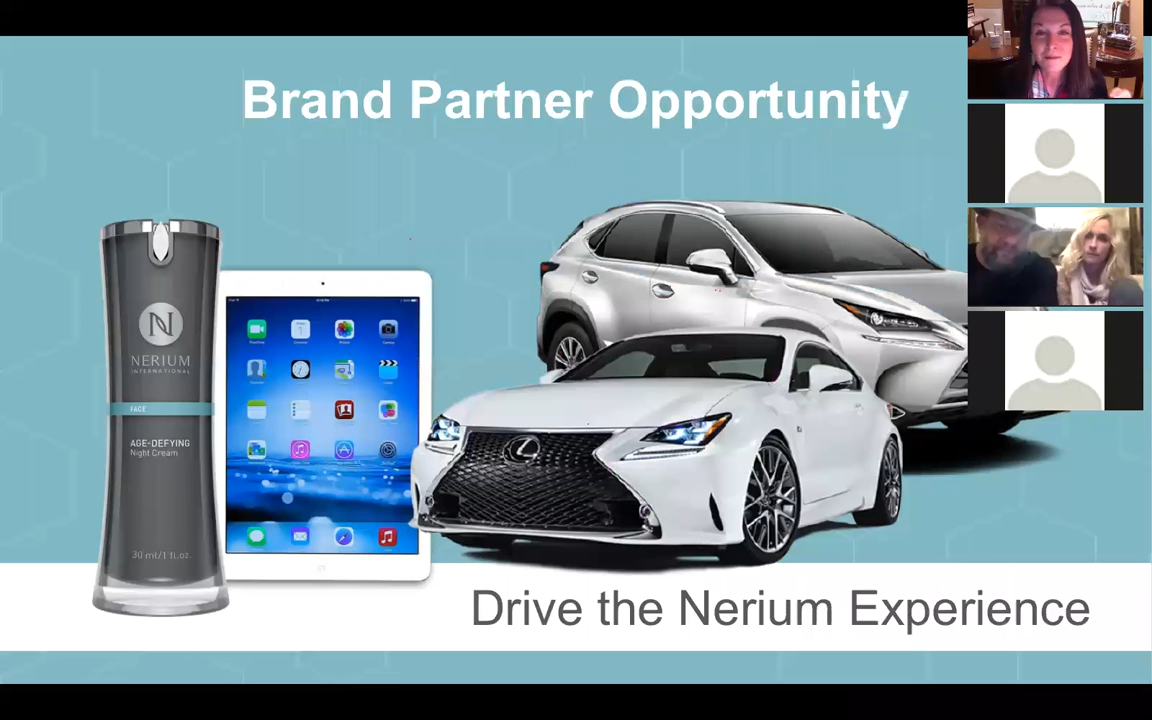 Brand Partner Opportunity
NERIUM
INTERNATIONAL
FACE
AGE-DEFYING
Night Cream
30 ml/1 fl.oz.
Drive the Nerium Experience